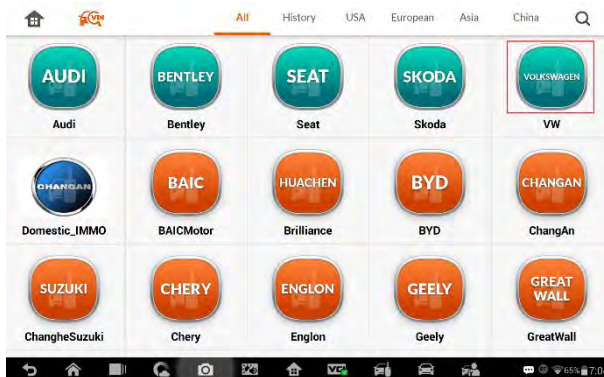 VIN All History USA European Asia China
AUDI BENTLEY SEAT SKODA VOLKSWAGEN
Audi Bentley Seat Skoda VW
CHANGAN BAIC HUACHEN BYD CHANGAN
Domestic_IMMO BAICMotor Brilliance BYD ChangAn
SUZUKI CHERY ENGLON GEELY GREAT
WALL
ChangheSuzuki Chery Englon Geely GreatWall
65%